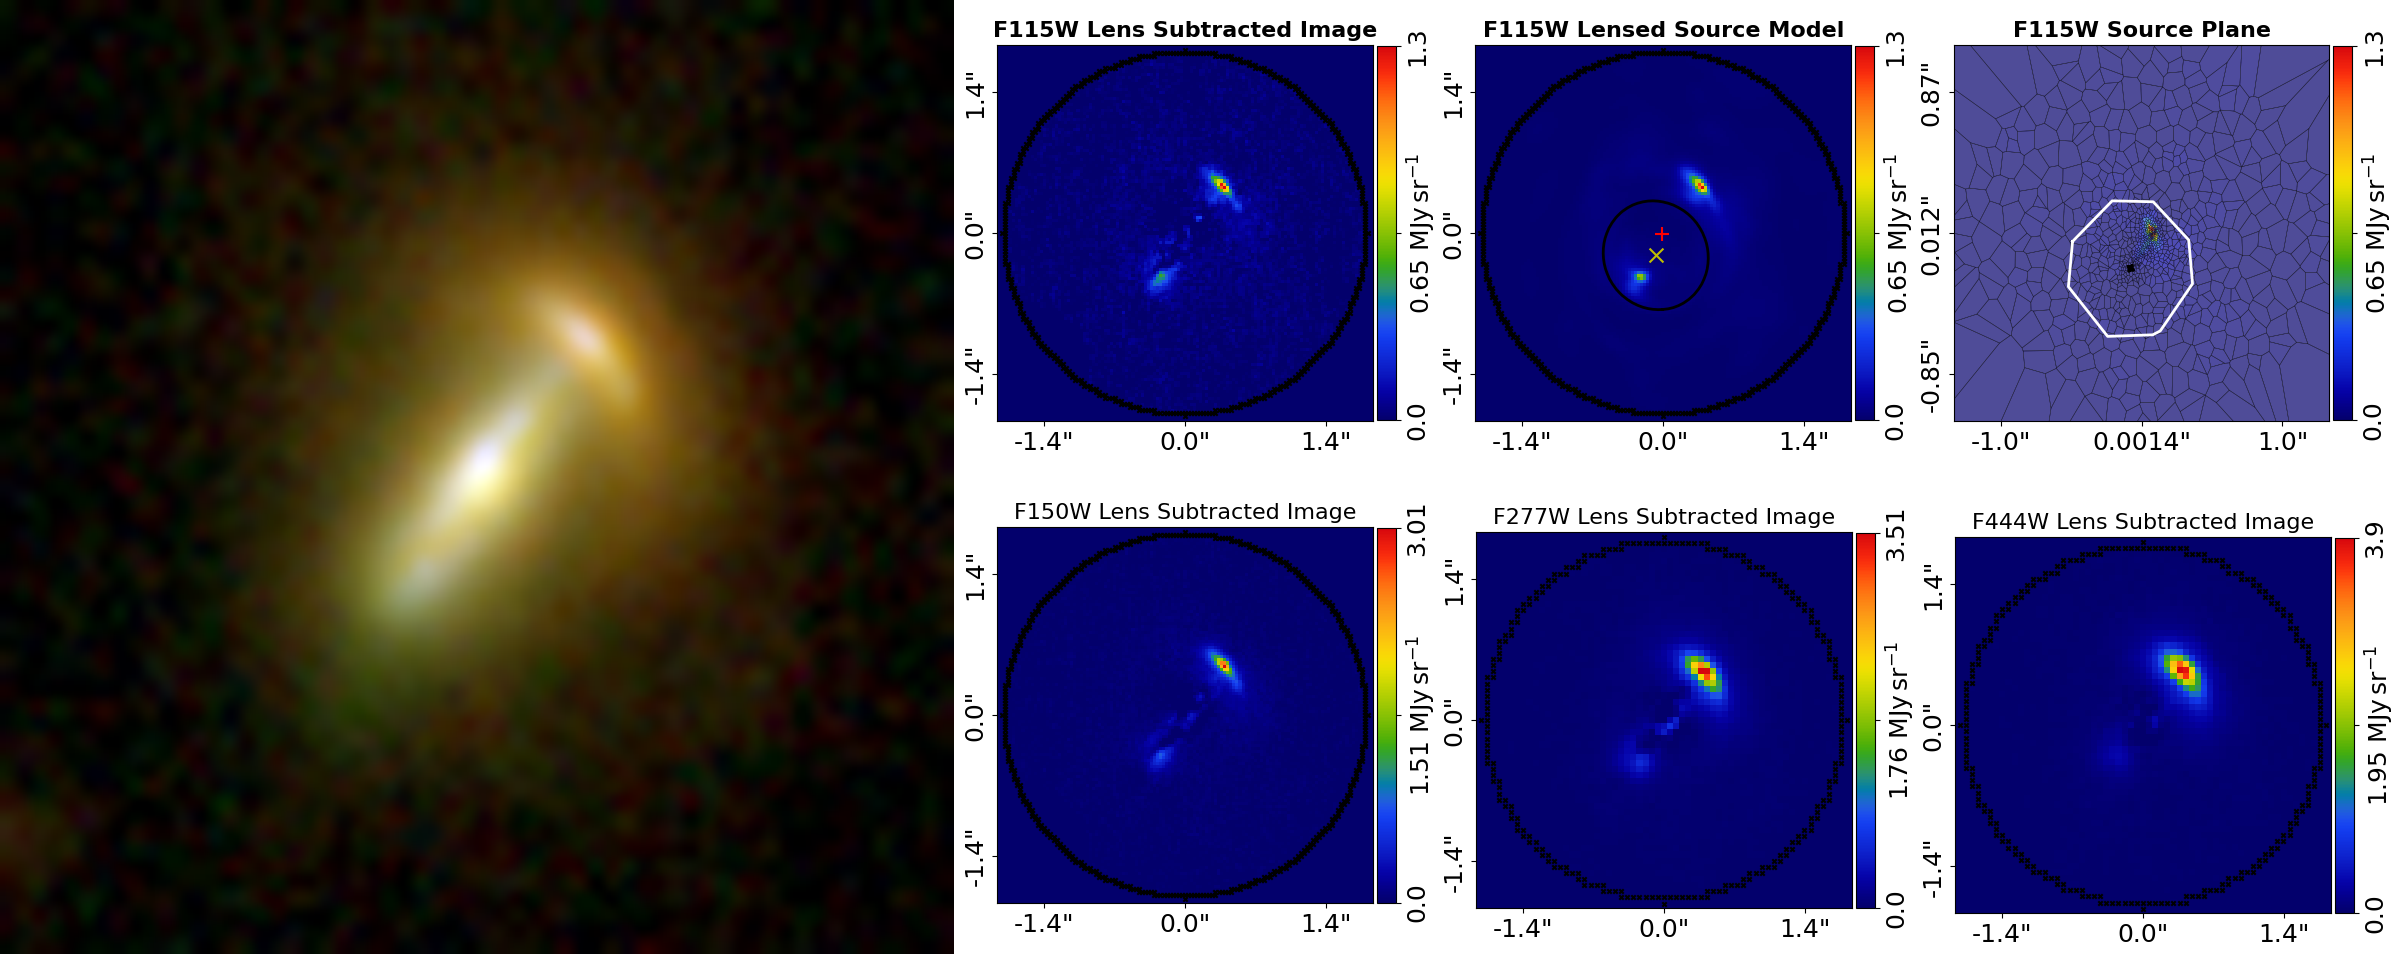 F115W Lens Subtracted Image
1.4"
0.0"
-1.4"
-1.4" 0.0" 1.4"
1.3
0.65 MJy sr⁻¹
0.0
F115W Lensed Source Model
1.4"
0.0"
-1.4"
-1.4" 0.0" 1.4"
1.3
0.65 MJy sr⁻¹
0.0
F115W Source Plane
0.87"
0.012"
-0.85"
-1.0" 0.0014" 1.0"
1.3
0.65 MJy sr⁻¹
0.0
F150W Lens Subtracted Image
1.4"
0.0"
-1.4"
-1.4" 0.0" 1.4"
3.01
1.51 MJy sr⁻¹
0.0
F277W Lens Subtracted Image
1.4"
0.0"
-1.4"
-1.4" 0.0" 1.4"
3.51
1.76 MJy sr⁻¹
0.0
F444W Lens Subtracted Image
1.4"
0.0"
-1.4"
-1.4" 0.0" 1.4"
3.9
1.95 MJy sr⁻¹
0.0